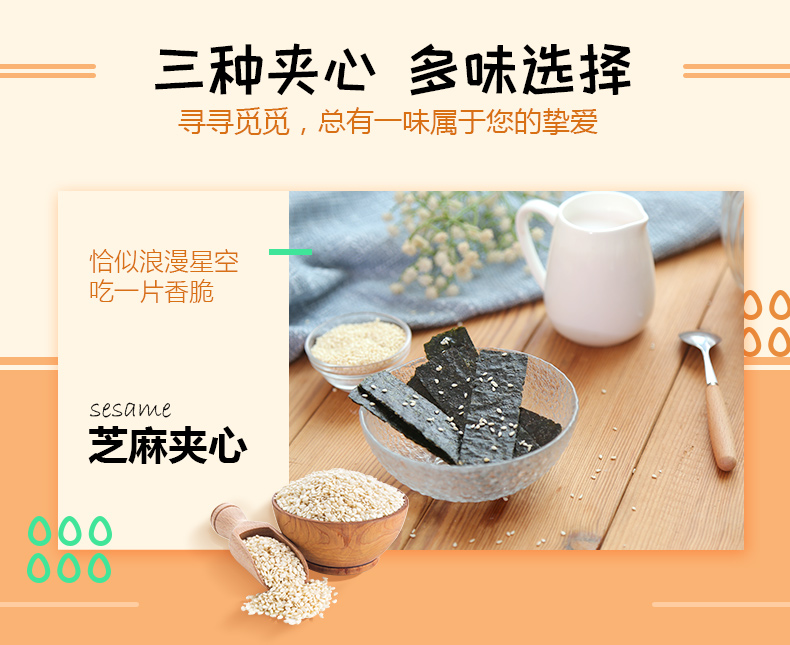 三种夹心 多味选择
寻寻觅觅，总有一味属于您的挚爱
恰似浪漫星空
吃一片香脆
sesame
芝麻夹心